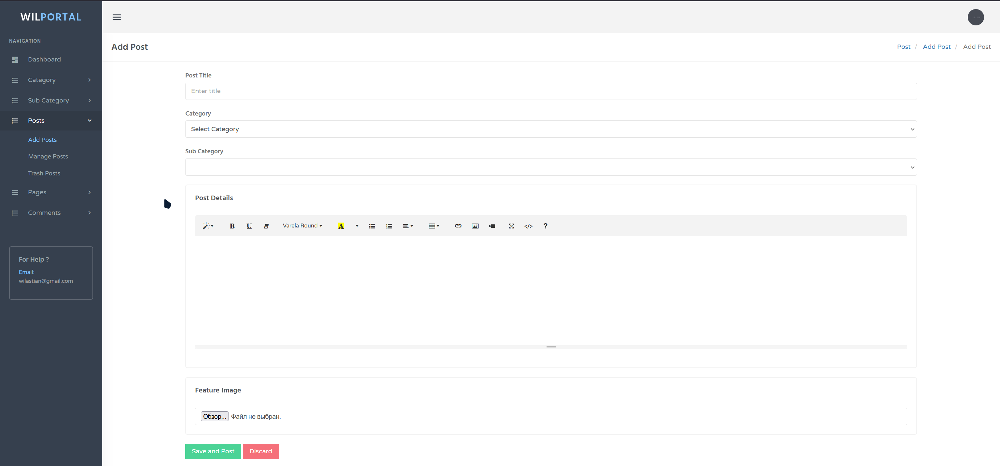 WILPORTAL
NAVIGATION
Dashboard
Category
Sub Category
Posts
Add Posts
Manage Posts
Trash Posts
Pages
Comments
For Help ?
Email:
wilastian@gmail.com
Add Post
Post / Add Post / Add Post
Post Title
Enter title
Category
Select Category
Sub Category
Post Details
B U Varela Round A </> ?
Feature Image
Обзор... Файл не выбран.
Save and Post Discard